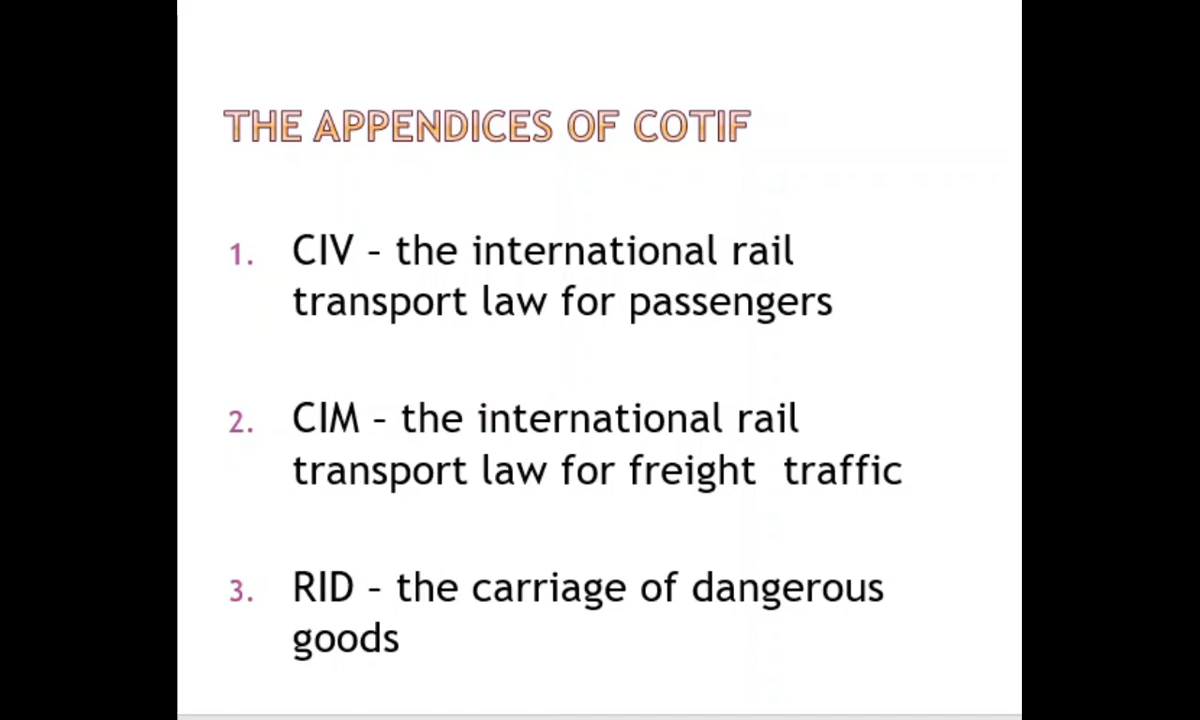 THE APPENDICES OF COTIF
1. CIV – the international rail
transport law for passengers
2. CIM – the international rail
transport law for freight  traffic
3. RID – the carriage of dangerous
goods